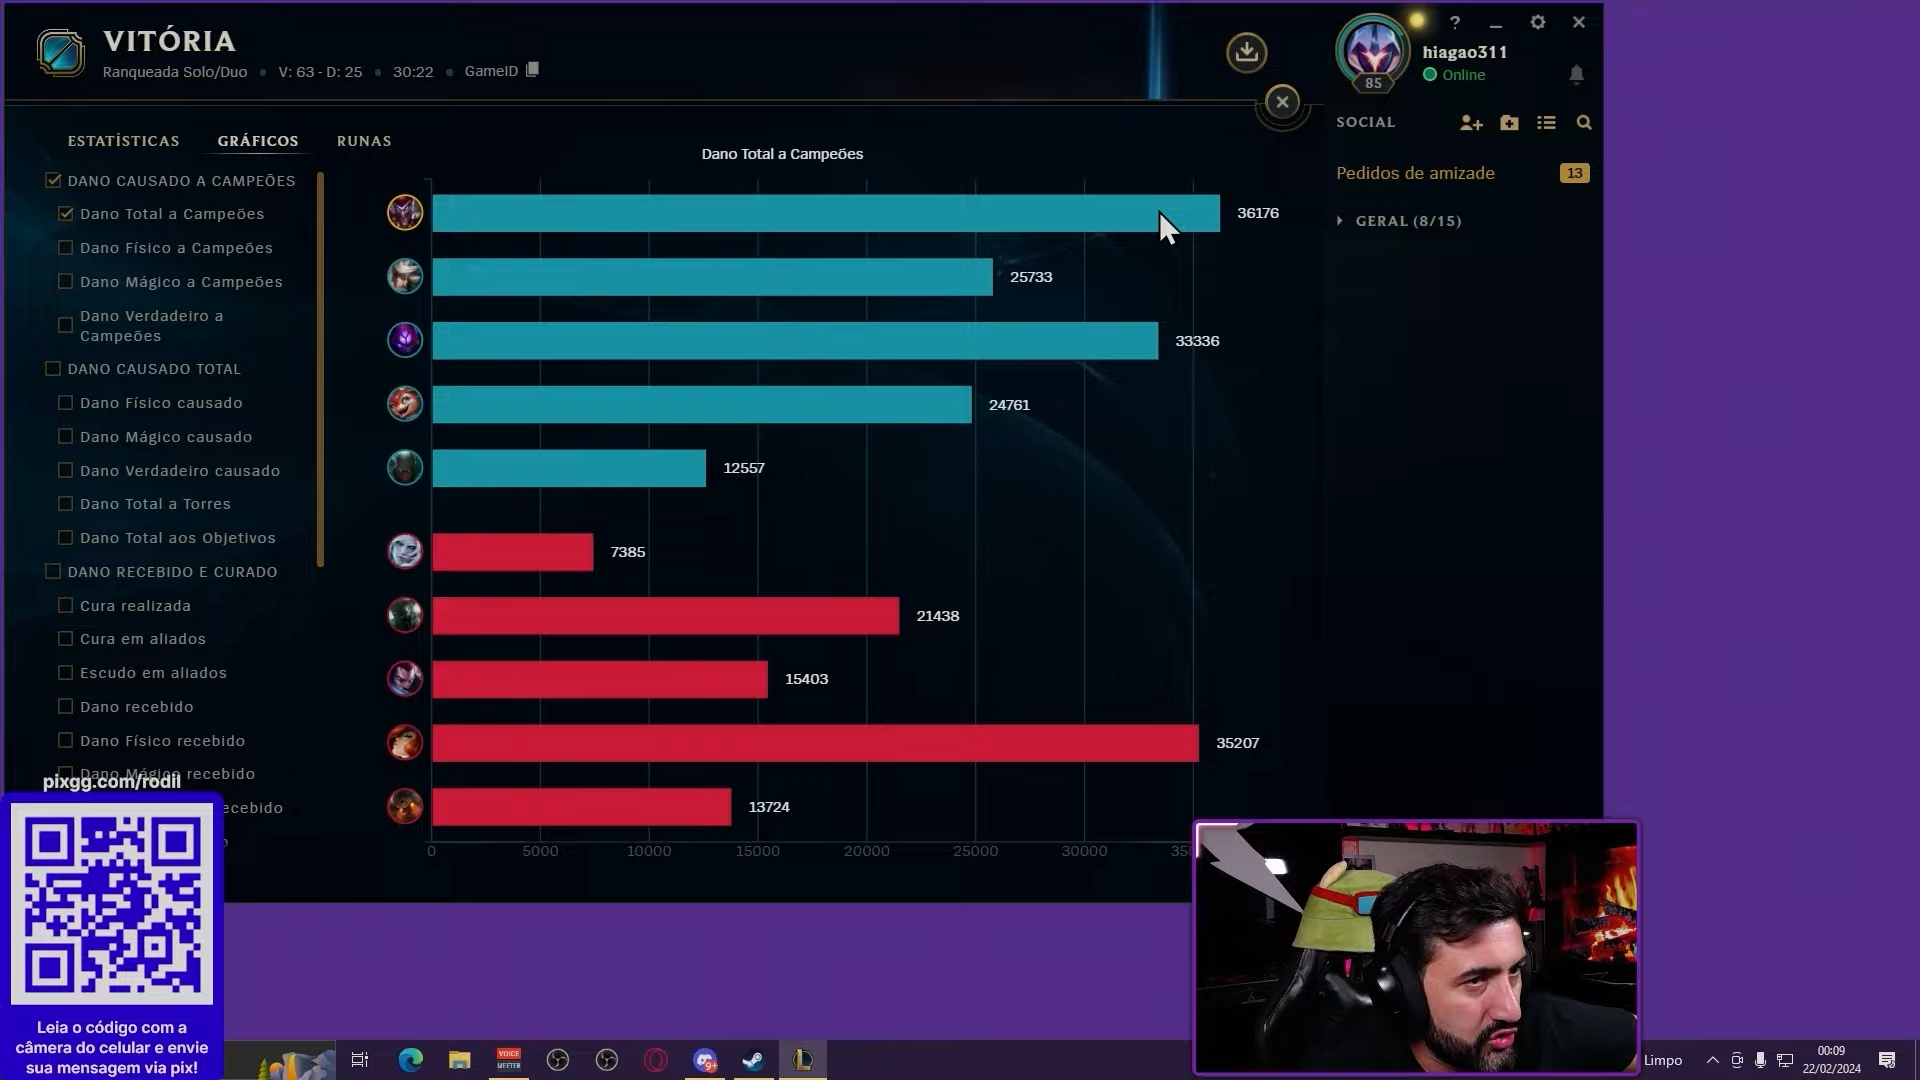 VITÓRIA
Ranqueada Solo/Duo • V: 63 - D: 25 • 30:22 • GameID
85
hiagao311
Online
SOCIAL
Pedidos de amizade 13
GERAL (8/15)
ESTATÍSTICAS GRÁFICOS RUNAS
DANO CAUSADO A CAMPEÕES
Dano Total a Campeões
Dano Físico a Campeões
Dano Mágico a Campeões
Dano Verdadeiro a
Campeões
DANO CAUSADO TOTAL
Dano Físico causado
Dano Mágico causado
Dano Verdadeiro causado
Dano Total a Torres
Dano Total aos Objetivos
DANO RECEBIDO E CURADO
Cura realizada
Cura em aliados
Escudo em aliados
Dano recebido
Dano Físico recebido
Dano Mágico recebido
Dano Total a Campeões
36176
25733
33336
24761
12557
7385
21438
15403
35207
13724
0 5000 10000 15000 20000 25000 30000
pixgg.com/rodil
Leia o código com a
câmera do celular e envie
sua mensagem via pix!
VOICE
MEETER
9+
Limpo
00:09
22/02/2024